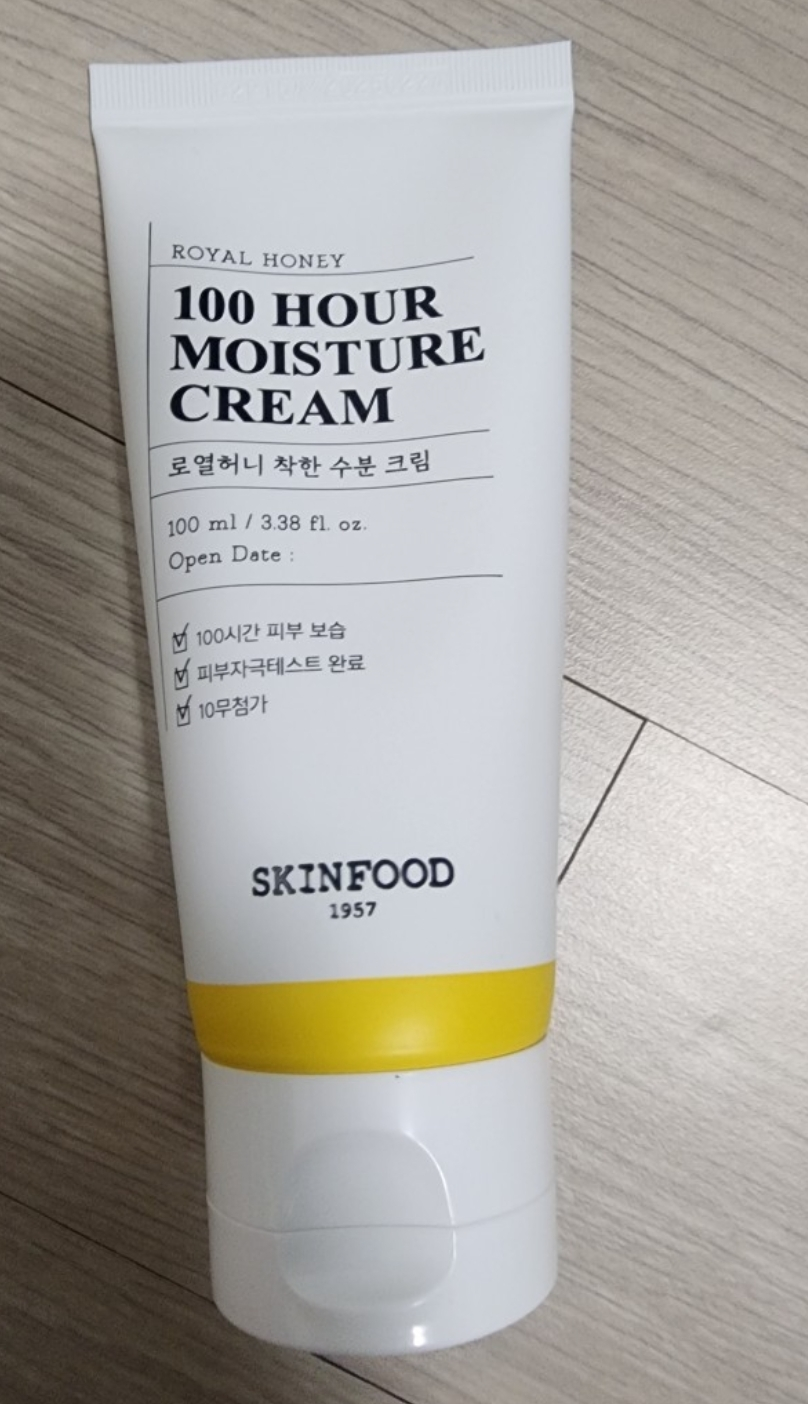 ROYAL HONEY
100 HOUR
MOISTURE
CREAM
로열허니 착한 수분 크림
100 ml / 3.38 fl. oz.
Open Date :
100시간 피부 보습
피부자극테스트 완료
10무첨가
SKINFOOD
1957